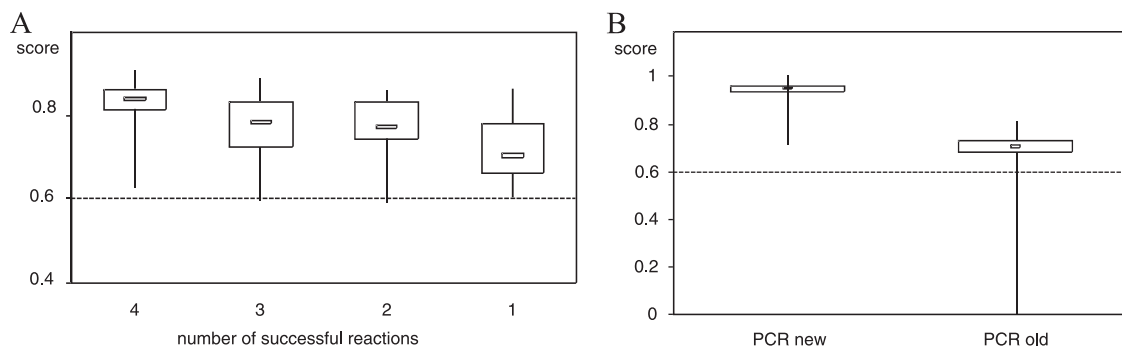 A
score
0.8
0.6
0.4
4 3 2 1
number of successful reactions
B
score
1
0.8
0.6
0.4
0.2
0
PCR new PCR old